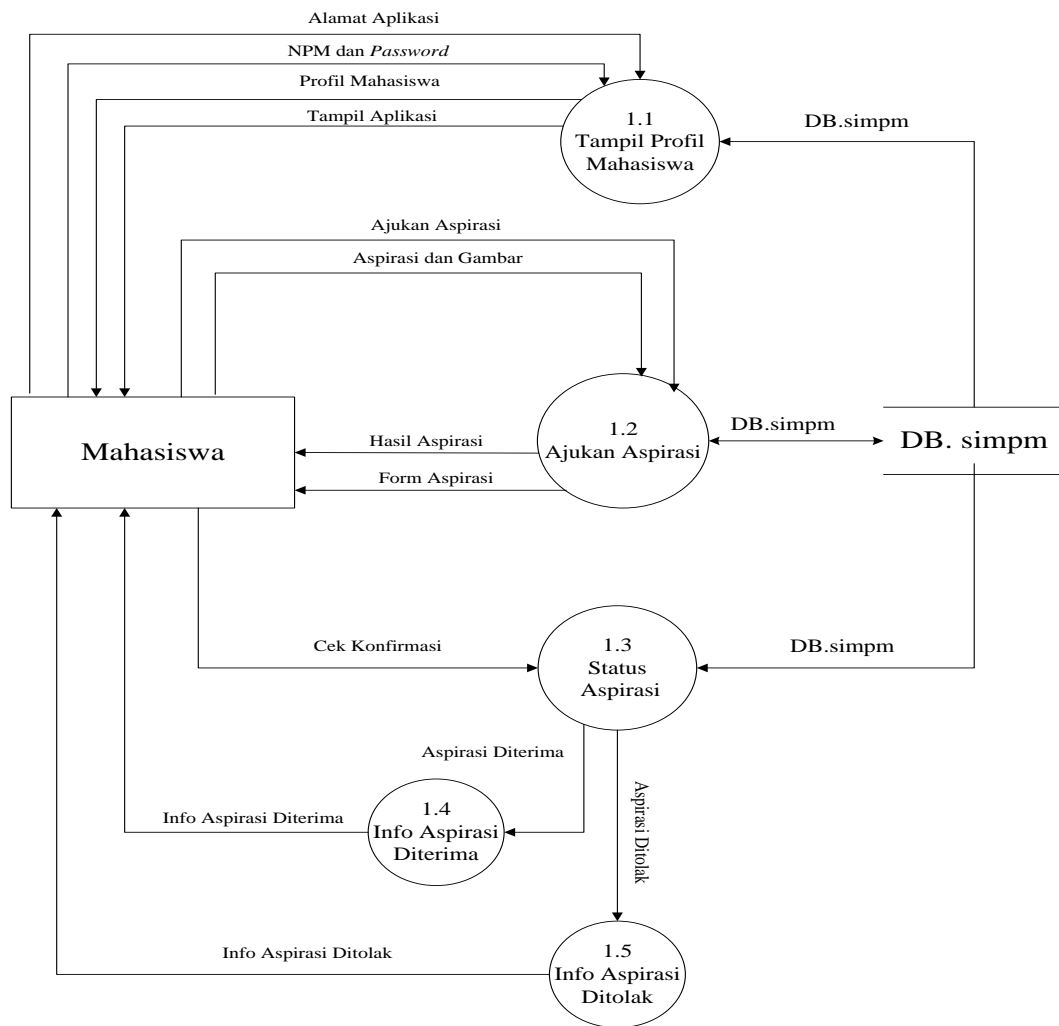 Alamat Aplikasi
NPM dan Password
Profil Mahasiswa
Tampil Aplikasi
1.1
Tampil Profil
Mahasiswa
DB.simpm
Ajukan Aspirasi
Aspirasi dan Gambar
Mahasiswa
Hasil Aspirasi
Form Aspirasi
1.2
Ajukan Aspirasi
DB.simpm
DB. simpm
Cek Konfirmasi
1.3
Status
Aspirasi
DB.simpm
Aspirasi Diterima
Aspirasi Ditolak
Info Aspirasi Diterima
1.4
Info Aspirasi
Diterima
Info Aspirasi Ditolak
1.5
Info Aspirasi
Ditolak